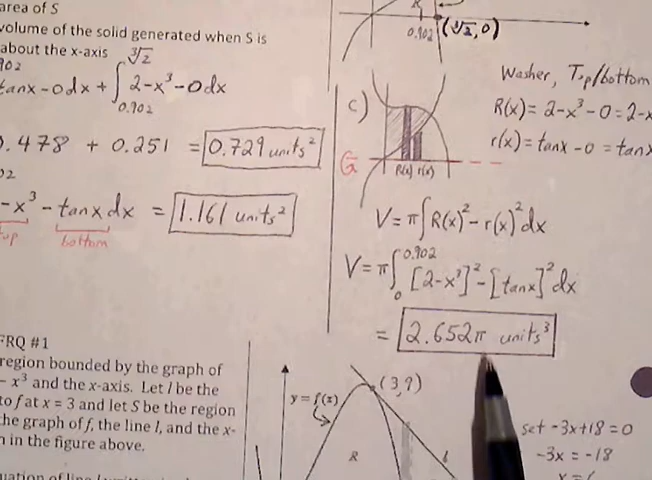 area of S
volume of the solid generated when S is
about the x-axis
902
∛2
tanx - 0dx + ∫ 2 - x³ - 0dx
0.902
0.478 + 0.251 = 0.729 units²
02
- x³ - tanx dx = 1.161 units²
top
bottom
FRQ #1
region bounded by the graph of
- x³ and the x-axis. Let l be the
to f at x = 3 and let S be the region
the graph of f, the line l, and the x-
n in the figure above.
R
0.902
(∛2, 0)
c)
Washer, Top/bottom
R(x) = 2 - x³ - 0 = 2 - x
r(x) = tanx - 0 = tanx
R(x) r(x)
V = π∫ R(x)² - r(x)² dx
V = π∫₀^0.902 [2 - x³]² - [tanx]² dx
= 2.652π units³
y = f(x)
(3, 9)
R
l
set -3x + 18 = 0
-3x = -18